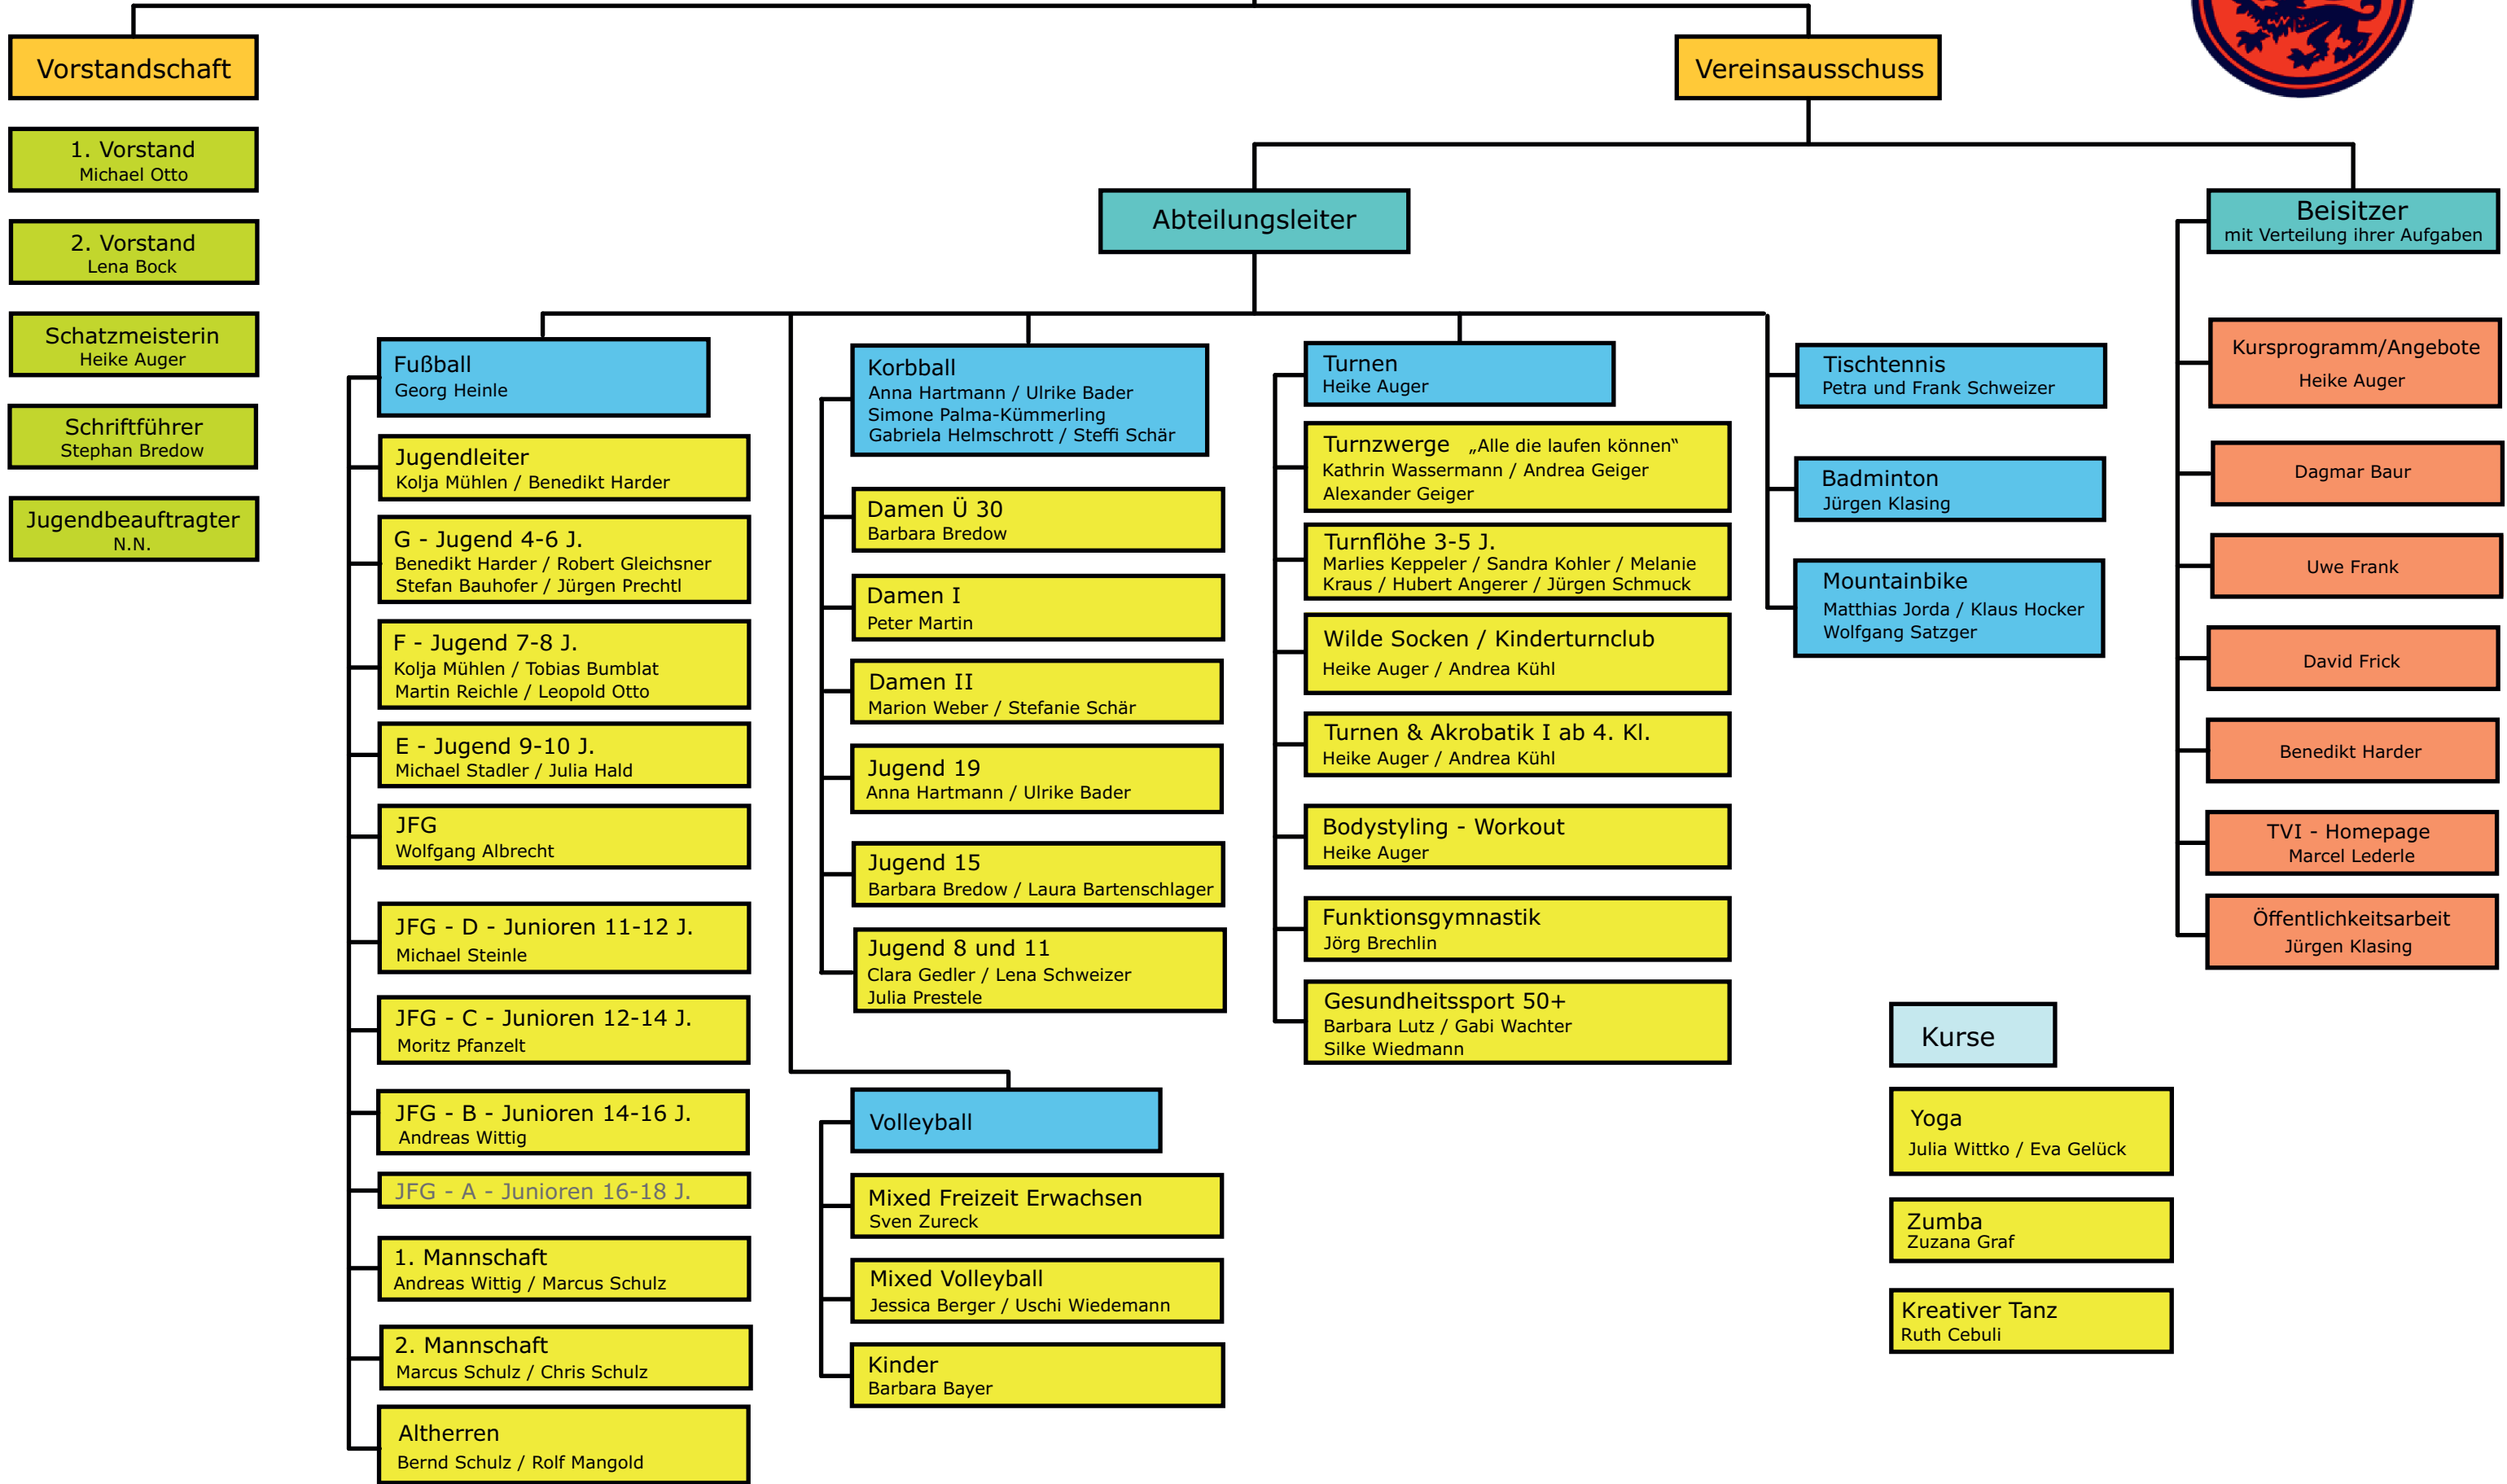 Vorstandschaft
1. Vorstand
Michael Otto
2. Vorstand
Lena Bock
Schatzmeisterin
Heike Auger
Schriftführer
Stephan Bredow
Jugendbeauftragter
N.N.
Vereinsausschuss
Abteilungsleiter
Fußball
Georg Heinle
Jugendleiter
Kolja Mühlen / Benedikt Harder
G - Jugend 4-6 J.
Benedikt Harder / Robert Gleichsner
Stefan Bauhofer / Jürgen Prechtl
F - Jugend 7-8 J.
Kolja Mühlen / Tobias Bumblat
Martin Reichle / Leopold Otto
E - Jugend 9-10 J.
Michael Stadler / Julia Hald
JFG
Wolfgang Albrecht
JFG - D - Junioren 11-12 J.
Michael Steinle
JFG - C - Junioren 12-14 J.
Moritz Pfanzelt
JFG - B - Junioren 14-16 J.
Andreas Wittig
JFG - A - Junioren 16-18 J.
1. Mannschaft
Andreas Wittig / Marcus Schulz
2. Mannschaft
Marcus Schulz / Chris Schulz
Altherren
Bernd Schulz / Rolf Mangold
Korbball
Anna Hartmann / Ulrike Bader
Simone Palma-Kümmerling
Gabriela Helmschrott / Steffi Schär
Damen Ü 30
Barbara Bredow
Damen I
Peter Martin
Damen II
Marion Weber / Stefanie Schär
Jugend 19
Anna Hartmann / Ulrike Bader
Jugend 15
Barbara Bredow / Laura Bartenschlager
Jugend 8 und 11
Clara Gedler / Lena Schweizer
Julia Prestele
Volleyball
Mixed Freizeit Erwachsen
Sven Zureck
Mixed Volleyball
Jessica Berger / Uschi Wiedemann
Kinder
Barbara Bayer
Turnen
Heike Auger
Turnzwerge „Alle die laufen können“
Kathrin Wassermann / Andrea Geiger
Alexander Geiger
Turnflöhe 3-5 J.
Marlies Keppeler / Sandra Kohler / Melanie
Kraus / Hubert Angerer / Jürgen Schmuck
Wilde Socken / Kinderturnclub
Heike Auger / Andrea Kühl
Turnen & Akrobatik I ab 4. Kl.
Heike Auger / Andrea Kühl
Bodystyling - Workout
Heike Auger
Funktionsgymnastik
Jörg Brechlin
Gesundheitssport 50+
Barbara Lutz / Gabi Wachter
Silke Wiedmann
Tischtennis
Petra und Frank Schweizer
Badminton
Jürgen Klasing
Mountainbike
Matthias Jorda / Klaus Hocker
Wolfgang Satzger
Beisitzer
mit Verteilung ihrer Aufgaben
Kursprogramm/Angebote
Heike Auger
Dagmar Baur
Uwe Frank
David Frick
Benedikt Harder
TVI - Homepage
Marcel Lederle
Öffentlichkeitsarbeit
Jürgen Klasing
Kurse
Yoga
Julia Wittko / Eva Gelück
Zumba
Zuzana Graf
Kreativer Tanz
Ruth Cebuli